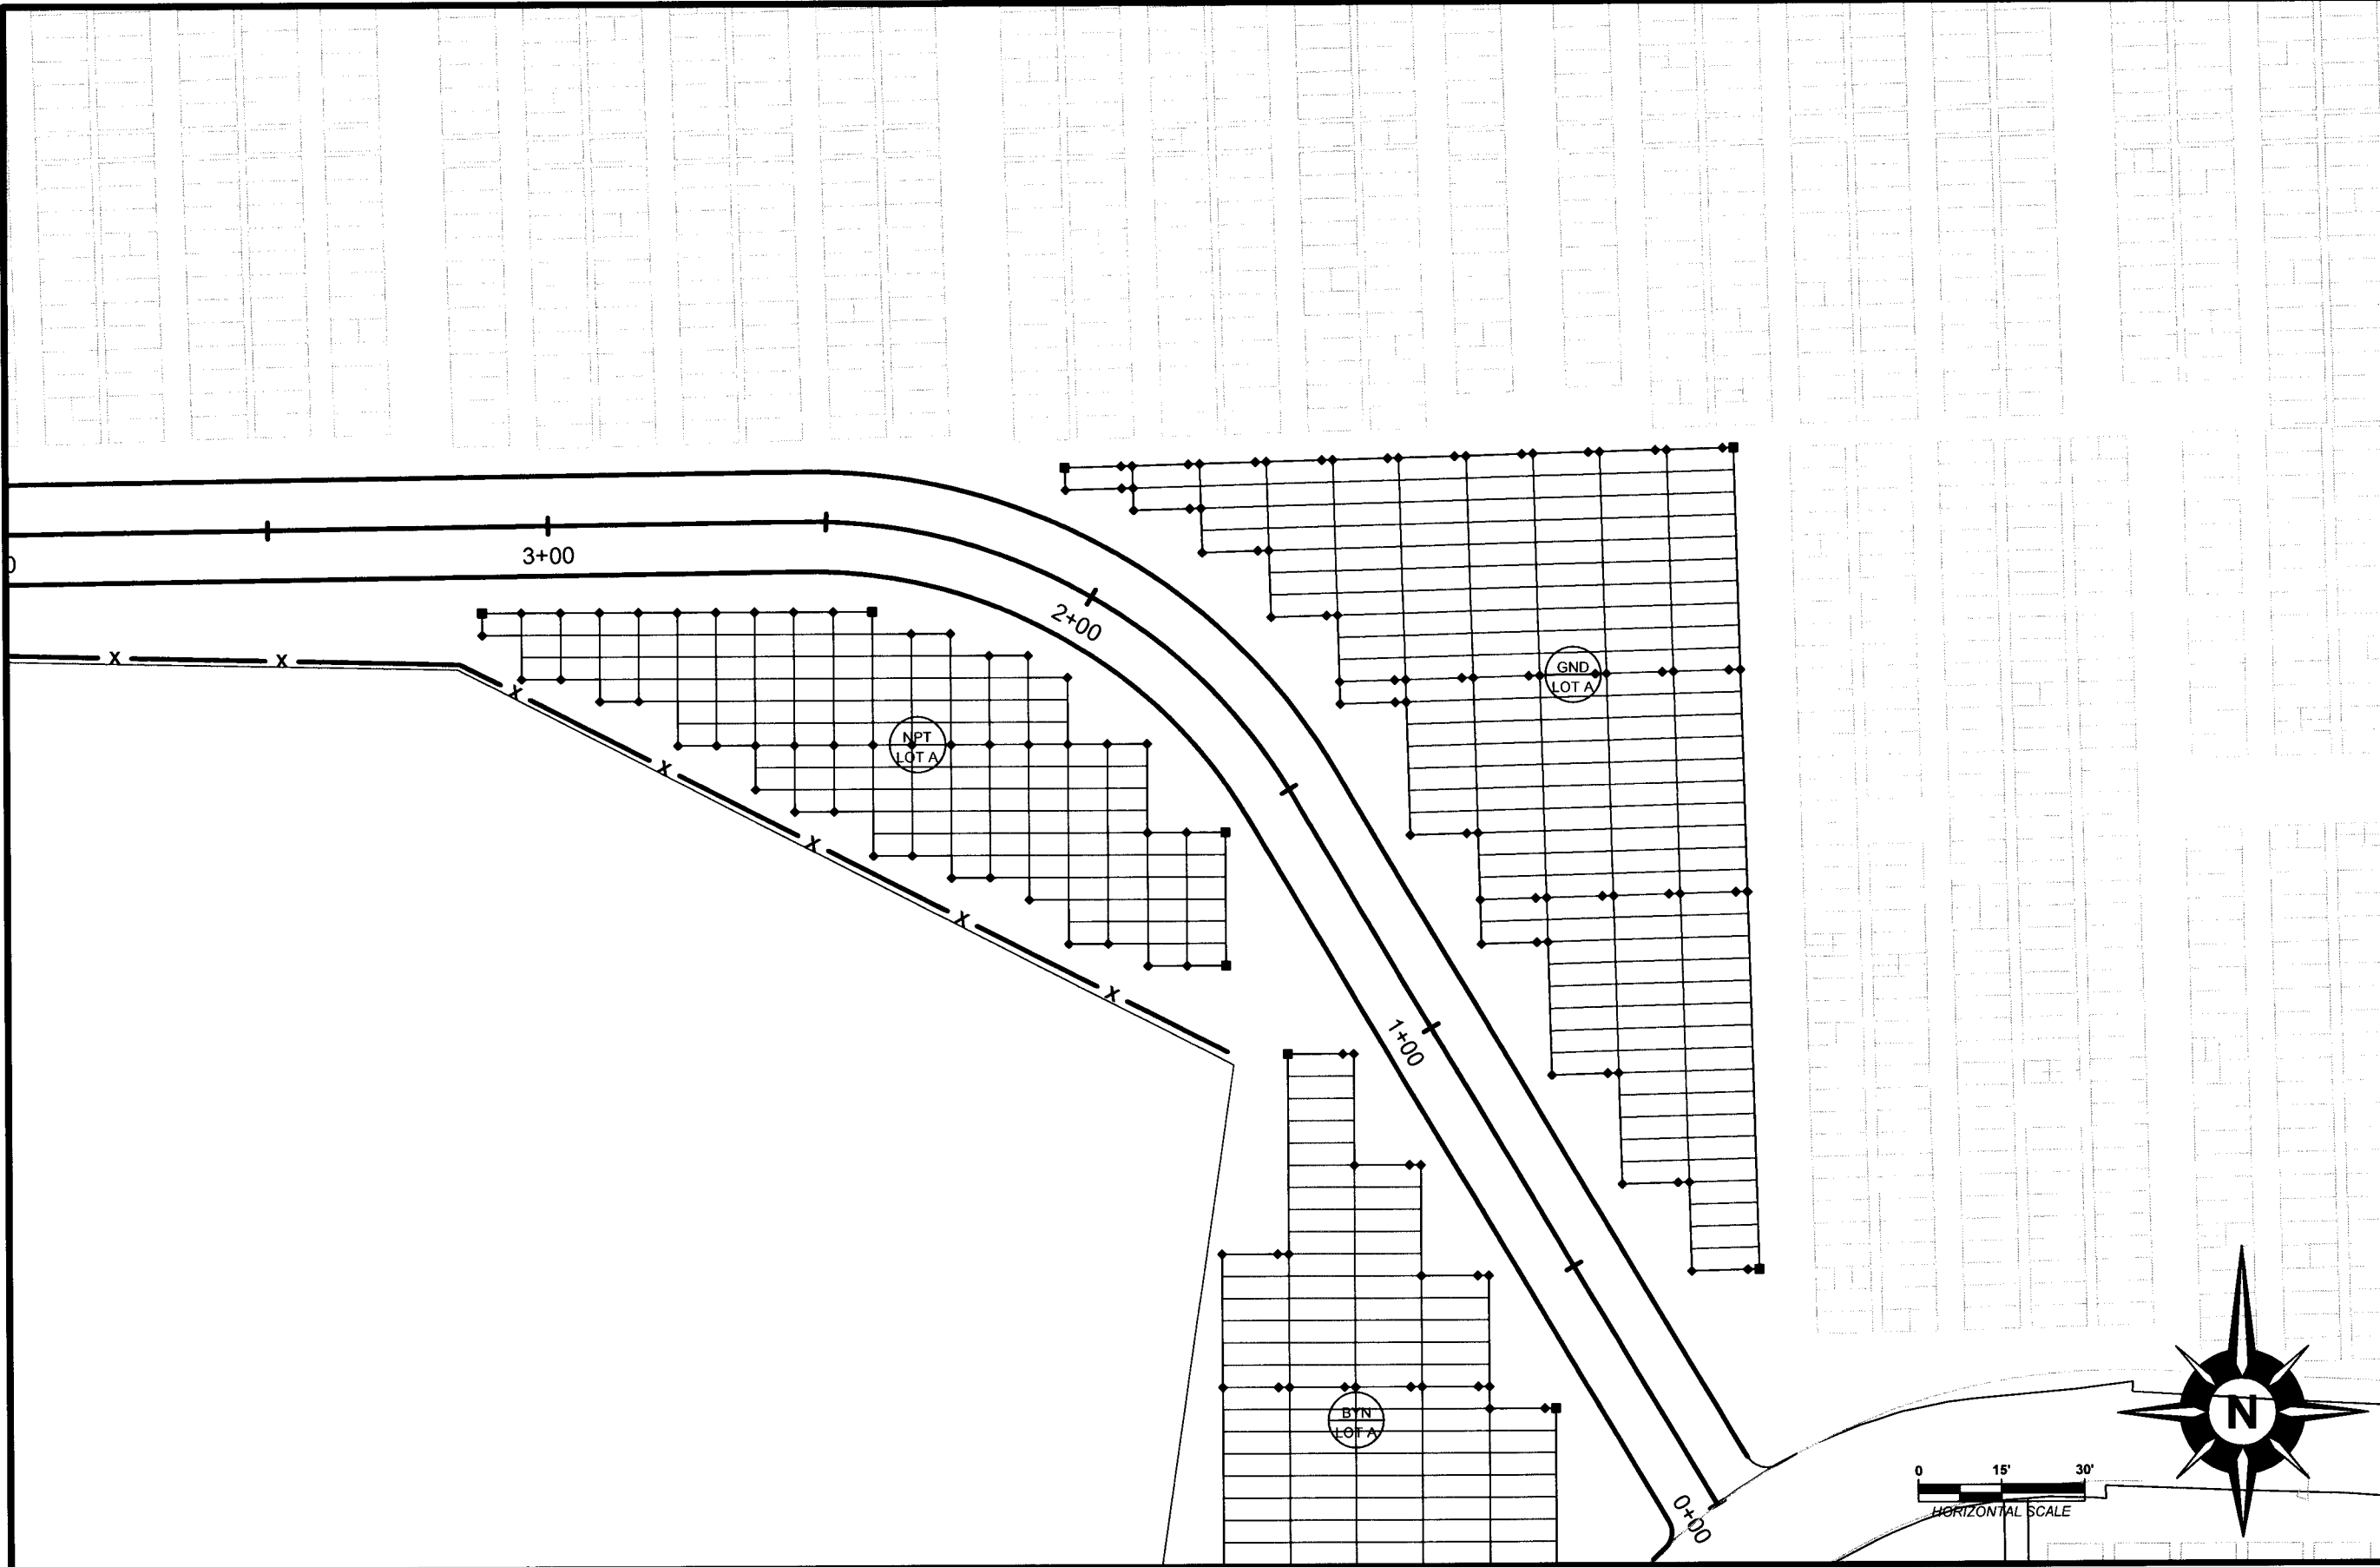 0
3+00
2+00
GND
LOT A
X
X
X
NPT
LOT A
X
X
X
X
1+00
BYN
LOT A
N
0
15'
30'
HORIZONTAL SCALE
0+00